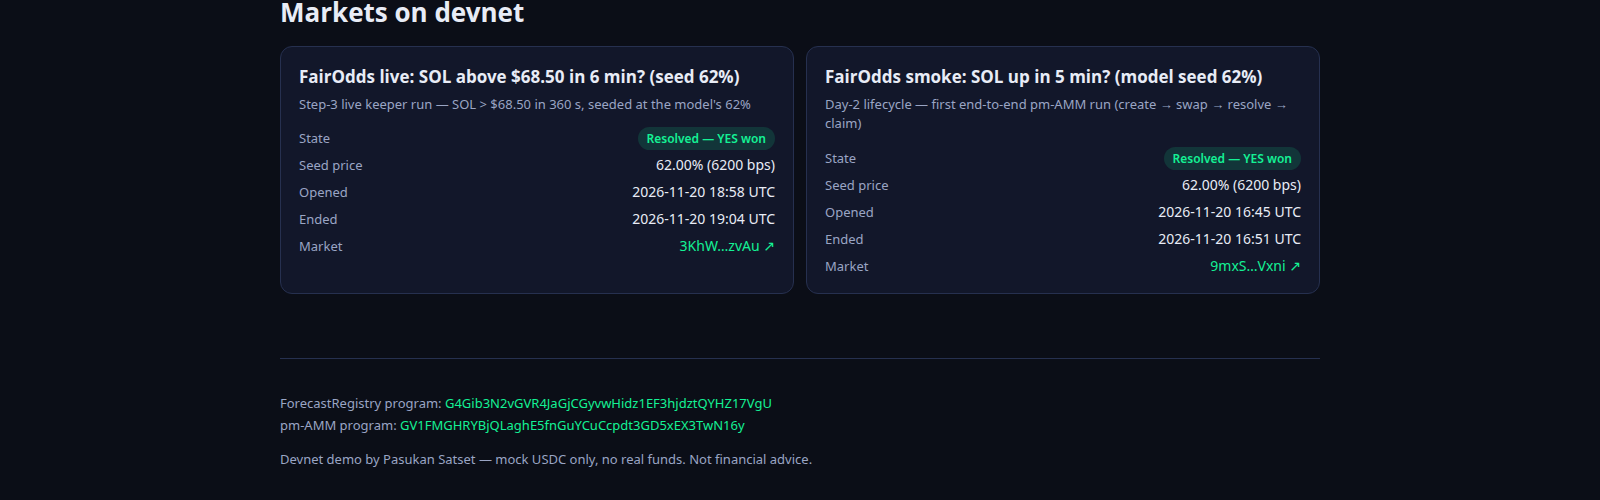 Markets on devnet
FairOdds live: SOL above $68.50 in 6 min? (seed 62%)
Step-3 live keeper run — SOL > $68.50 in 360 s, seeded at the model's 62%
State Resolved — YES won
Seed price 62.00% (6200 bps)
Opened 2026-11-20 18:58 UTC
Ended 2026-11-20 19:04 UTC
Market 3KhW...zvAu ↗
FairOdds smoke: SOL up in 5 min? (model seed 62%)
Day-2 lifecycle — first end-to-end pm-AMM run (create → swap → resolve →
claim)
State Resolved — YES won
Seed price 62.00% (6200 bps)
Opened 2026-11-20 16:45 UTC
Ended 2026-11-20 16:51 UTC
Market 9mxS...Vxni ↗
ForecastRegistry program: G4Gib3N2vGVR4JaGjCGyvwHidz1EF3hjdztQYHZ17VgU
pm-AMM program: GV1FMGHRYBjQLaghE5fnGuYCuCcpdt3GD5xEX3TwN16y
Devnet demo by Pasukan Satset — mock USDC only, no real funds. Not financial advice.